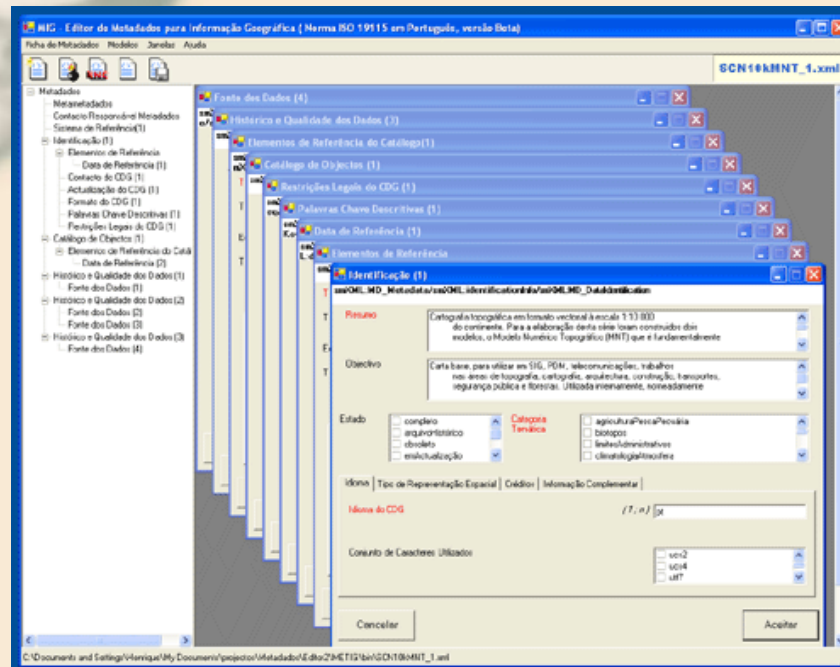 MIG - Editor de Metadados para Informação Geográfica ( Norma ISO 19115 em Português, versão Beta)
Ficha de Metadados Modelos Janelas Ajuda
XML
SCN10kMNT_1.xml
Metadados
Metametadados
Contacto Responsável Metadados
Sistema de Referência(1)
Identificação (1)
Elementos de Referência
Data de Referência (1)
Contacto do CDG (1)
Actualização do CDG (1)
Formato do CDG (1)
Palavras Chave Descritivas (1)
Restrições Legais do CDG (1)
Catálogo de Objectos (1)
Elementos de Referência do Catá
Data de Referência (2)
Histórico e Qualidade dos Dados (1)
Fonte dos Dados (1)
Histórico e Qualidade dos Dados (2)
Fonte dos Dados (2)
Fonte dos Dados (3)
Histórico e Qualidade dos Dados (3)
Fonte dos Dados (4)
Fonte dos Dados (4)
Histórico e Qualidade dos Dados (3)
Elementos de Referência do Catálogo(1)
Catálogo de Objectos (1)
Restrições Legais do CDG (1)
Palavras Chave Descritivas (1)
Data de Referência (1)
Elementos de Referência
Identificação (1)
smXML:MD_Metadata/smXML:identificationInfo/smXML:MD_DataIdentification
Resumo
Cartografia topográfica em formato vectorial à escala 1:10 000
do continente. Para a elaboração desta série foram construídos dois
modelos, o Modelo Numérico Topográfico (MNT) que é fundamentalmente
Objectivo
Carta base, para utilizar em SIG, PDM, telecomunicações, trabalhos
nas áreas de topografia, cartografia, arquitectura, construção, transportes,
segurança pública e florestas. Utilizada internamente, nomeadamente
Estado
completo
arquivoHistórico
obsoleto
emActualização
Categoria Temática
agriculturaPescaPecuária
biotopos
limitesAdministrativos
climatologiaAtmosfera
Idioma Tipo de Representação Espacial Créditos Informação Complementar
Idioma do CDG (1, n) pt
Conjunto de Caracteres Utilizados
ucs2
ucs4
utf7
Cancelar Aceitar
C:\Documents and Settings\Henrique\My Documents\projectos\Metadados\Editor2\METIG\bin\SCN10kMNT_1.xml